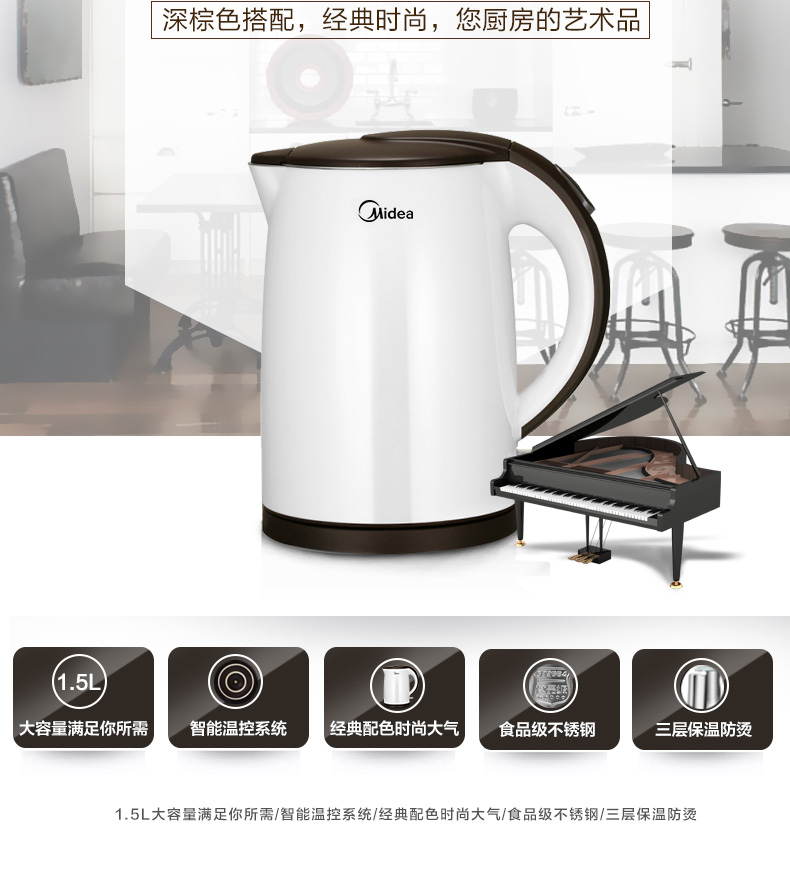 深棕色搭配，经典时尚，您厨房的艺术品
Midea
1.5L
大容量满足你所需
智能温控系统
经典配色时尚大气
食品级不锈钢
三层保温防烫
1.5L大容量满足你所需/智能温控系统/经典配色时尚大气/食品级不锈钢/三层保温防烫